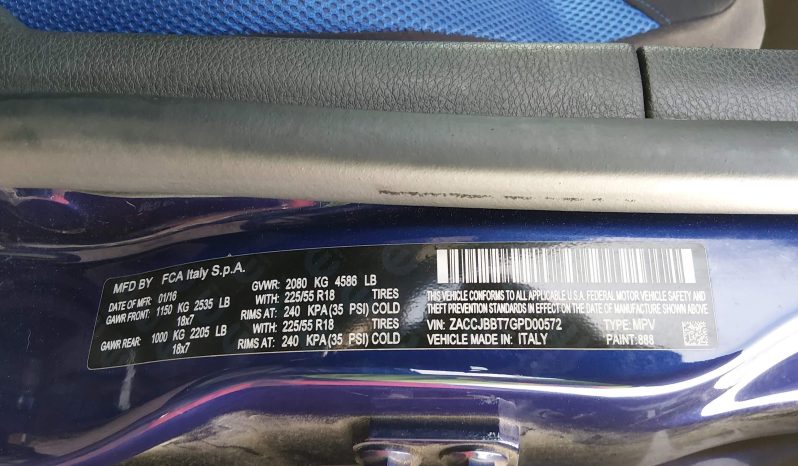 MFD BY FCA Italy S.p.A.
DATE OF MFR: 01/16 GVWR: 2080 KG 4586 LB
GAWR FRONT: 1150 KG 2535 LB WITH: 225/55 R18 TIRES
18x7 RIMS AT: 240 KPA(35 PSI) COLD
GAWR REAR: 1000 KG 2205 LB WITH: 225/55 R18 TIRES
18x7 RIMS AT: 240 KPA(35 PSI) COLD
THIS VEHICLE CONFORMS TO ALL APPLICABLE U.S.A. FEDERAL MOTOR VEHICLE SAFETY AND
THEFT PREVENTION STANDARDS IN EFFECT ON THE DATE OF MANUFACTURE SHOWN ABOVE.
VIN: ZACCJBBT7GPD00572 TYPE: MPV
VEHICLE MADE IN: ITALY PAINT: 888